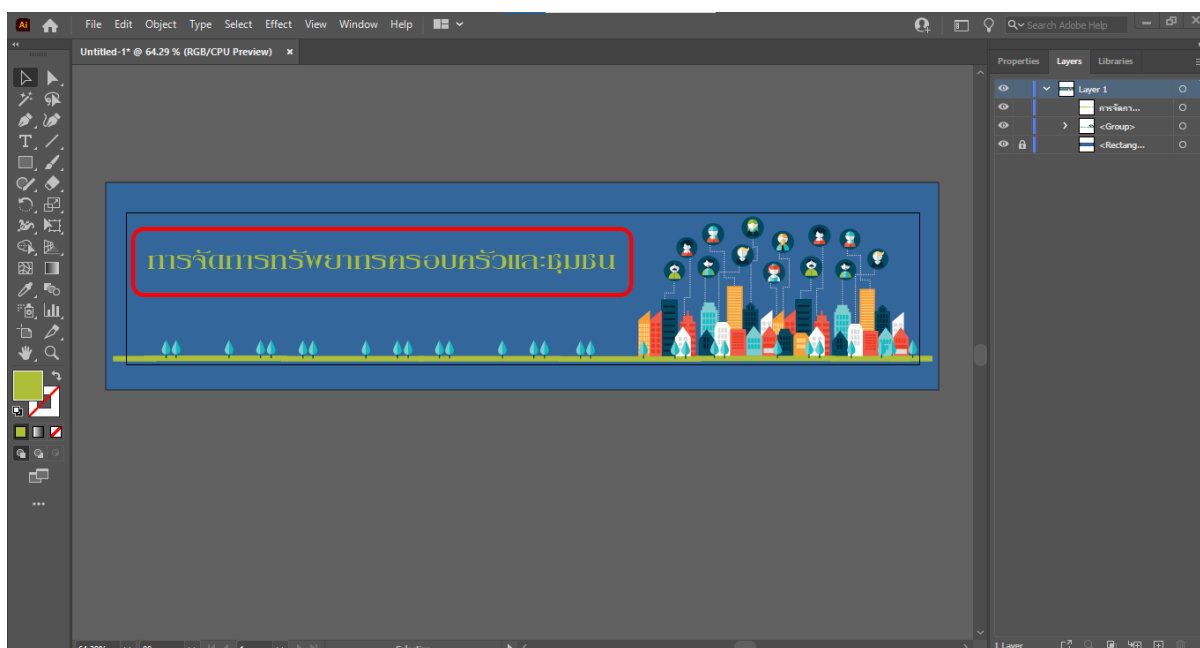 Ai File Edit Object Type Select Effect View Window Help Search Adobe Help
Untitled-1* @ 64.29 % (RGB/CPU Preview) ×
Properties Layers Libraries
Layer 1
การจัดกา...
<Group>
<Rectang...
การจัดการทรัพยากรครอบครัวและชุมชน
1 Layer